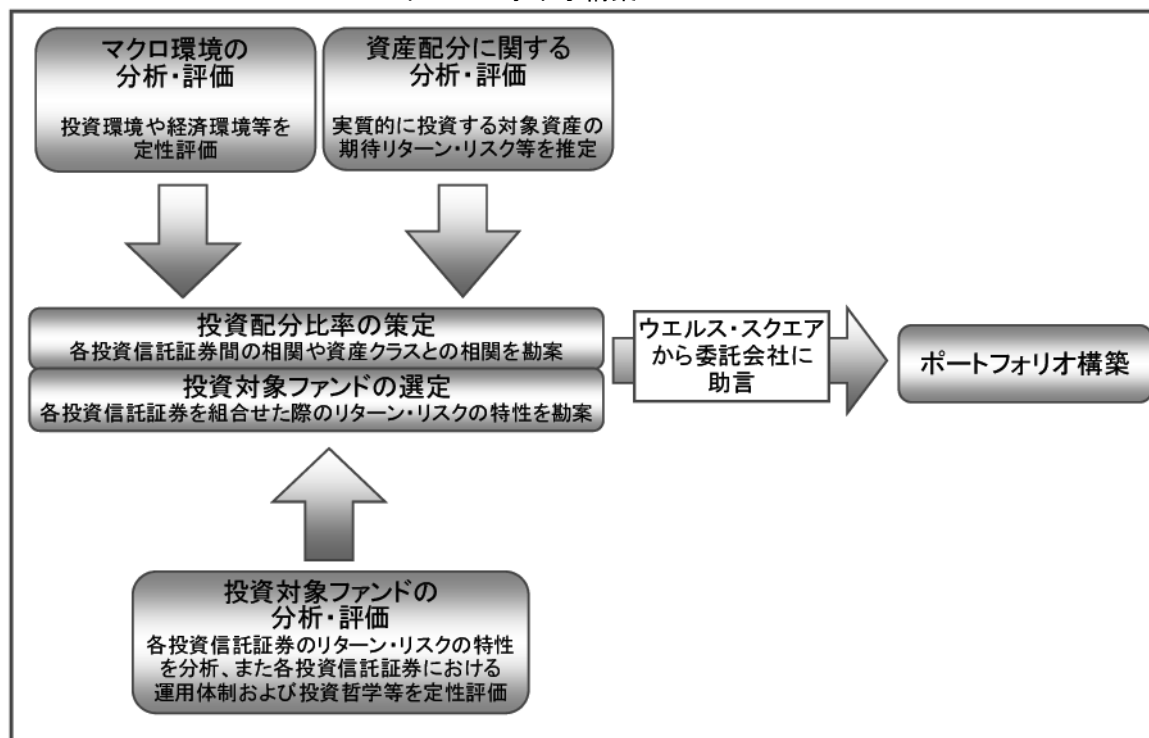 マクロ環境の
分析・評価
投資環境や経済環境等を
定性評価
資産配分に関する
分析・評価
実質的に投資する対象資産の
期待リターン・リスク等を推定
投資配分比率の策定
各投資信託証券間の相関や資産クラスとの相関を勘案
投資対象ファンドの選定
各投資信託証券を組合せた際のリターン・リスクの特性を勘案
ウエルス・スクエア
から委託会社に
助言
ポートフォリオ構築
投資対象ファンドの
分析・評価
各投資信託証券のリターン・リスクの特性
を分析、また各投資信託証券における
運用体制および投資哲学等を定性評価